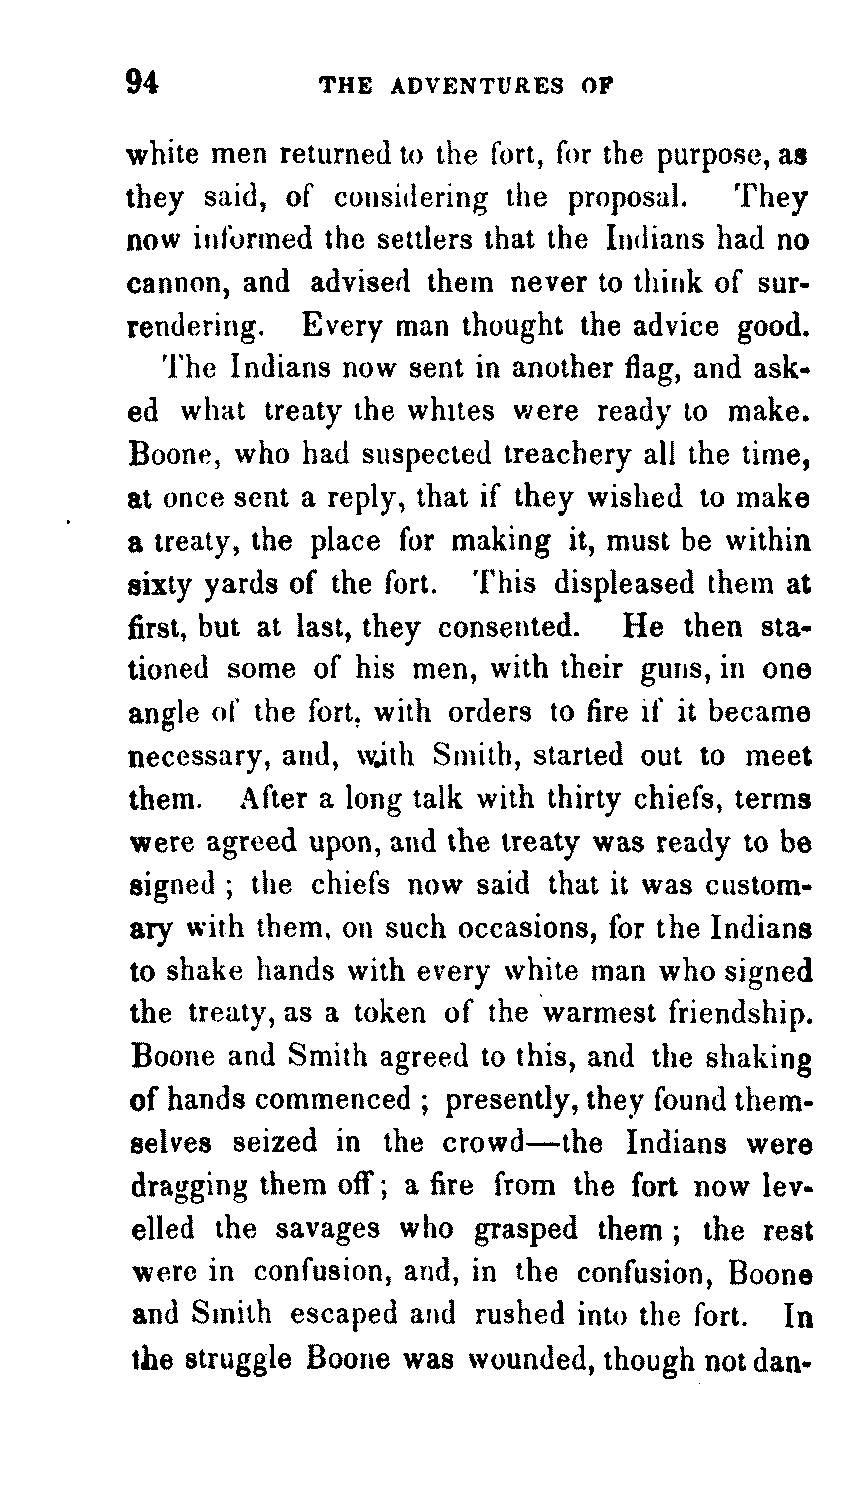 94 THE ADVENTURES OF
white men returned to the fort, for the purpose, as
they said, of considering the proposal. They
now informed the settlers that the Indians had no
cannon, and advised them never to think of sur-
rendering. Every man thought the advice good.
The Indians now sent in another flag, and ask-
ed what treaty the whites were ready to make.
Boone, who had suspected treachery all the time,
at once sent a reply, that if they wished to make
a treaty, the place for making it, must be within
sixty yards of the fort. This displeased them at
first, but at last, they consented. He then sta-
tioned some of his men, with their guns, in one
angle of the fort, with orders to fire if it became
necessary, and, with Smith, started out to meet
them. After a long talk with thirty chiefs, terms
were agreed upon, and the treaty was ready to be
signed ; the chiefs now said that it was custom-
ary with them, on such occasions, for the Indians
to shake hands with every white man who signed
the treaty, as a token of the warmest friendship.
Boone and Smith agreed to this, and the shaking
of hands commenced ; presently, they found them-
selves seized in the crowd—the Indians were
dragging them off ; a fire from the fort now lev-
elled the savages who grasped them ; the rest
were in confusion, and, in the confusion, Boone
and Smith escaped and rushed into the fort. In
the struggle Boone was wounded, though not dan-